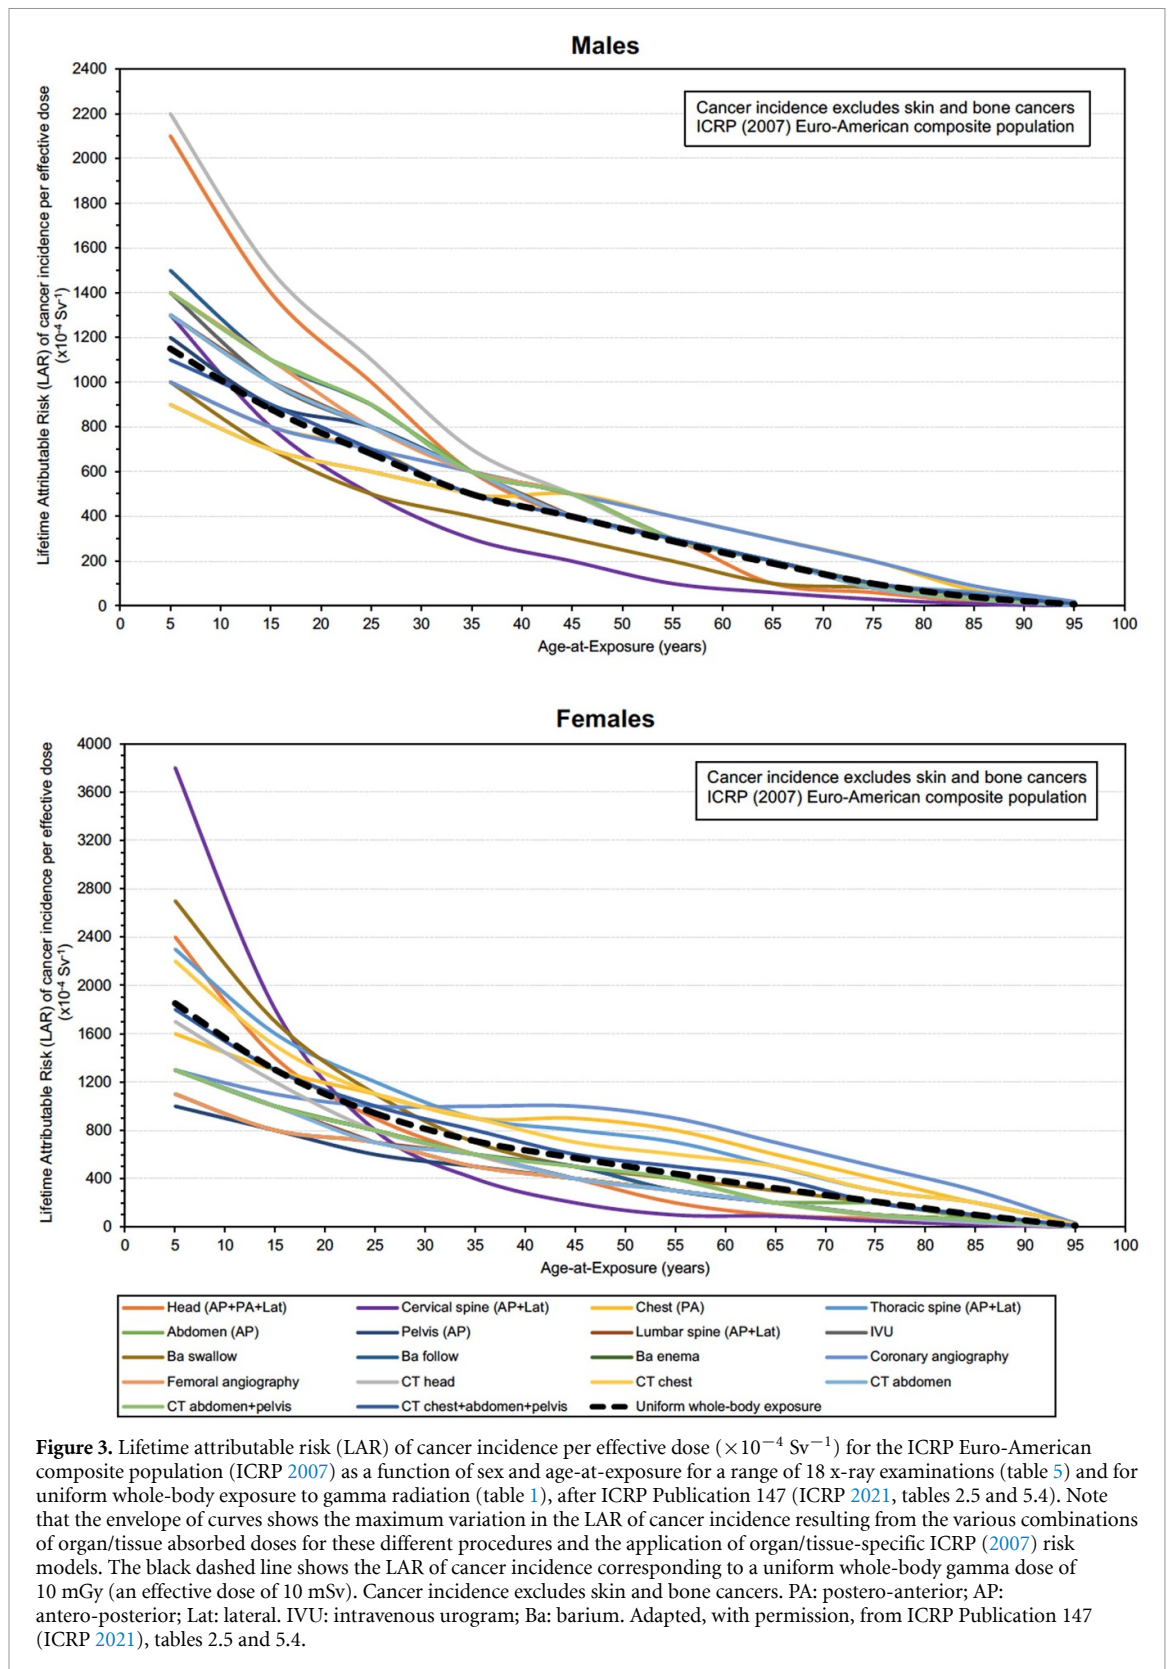 Males
Cancer incidence excludes skin and bone cancers
ICRP (2007) Euro-American composite population
Lifetime Attributable Risk (LAR) of cancer incidence per effective dose
(x10⁻⁴ Sv⁻¹)
2400
2200
2000
1800
1600
1400
1200
1000
800
600
400
200
0
0 5 10 15 20 25 30 35 40 45 50 55 60 65 70 75 80 85 90 95 100
Age-at-Exposure (years)
Females
Cancer incidence excludes skin and bone cancers
ICRP (2007) Euro-American composite population
Lifetime Attributable Risk (LAR) of cancer incidence per effective dose
(x10⁻⁴ Sv⁻¹)
4000
3600
3200
2800
2400
2000
1600
1200
800
400
0
0 5 10 15 20 25 30 35 40 45 50 55 60 65 70 75 80 85 90 95 100
Age-at-Exposure (years)
Head (AP+PA+Lat) Cervical spine (AP+Lat) Chest (PA) Thoracic spine (AP+Lat)
Abdomen (AP) Pelvis (AP) Lumbar spine (AP+Lat) IVU
Ba swallow Ba follow Ba enema Coronary angiography
Femoral angiography CT head CT chest CT abdomen
CT abdomen+pelvis CT chest+abdomen+pelvis Uniform whole-body exposure
Figure 3. Lifetime attributable risk (LAR) of cancer incidence per effective dose (×10⁻⁴ Sv⁻¹) for the ICRP Euro-American
composite population (ICRP 2007) as a function of sex and age-at-exposure for a range of 18 x-ray examinations (table 5) and for
uniform whole-body exposure to gamma radiation (table 1), after ICRP Publication 147 (ICRP 2021, tables 2.5 and 5.4). Note
that the envelope of curves shows the maximum variation in the LAR of cancer incidence resulting from the various combinations
of organ/tissue absorbed doses for these different procedures and the application of organ/tissue-specific ICRP (2007) risk
models. The black dashed line shows the LAR of cancer incidence corresponding to a uniform whole-body gamma dose of
10 mGy (an effective dose of 10 mSv). Cancer incidence excludes skin and bone cancers. PA: postero-anterior; AP:
antero-posterior; Lat: lateral. IVU: intravenous urogram; Ba: barium. Adapted, with permission, from ICRP Publication 147
(ICRP 2021), tables 2.5 and 5.4.